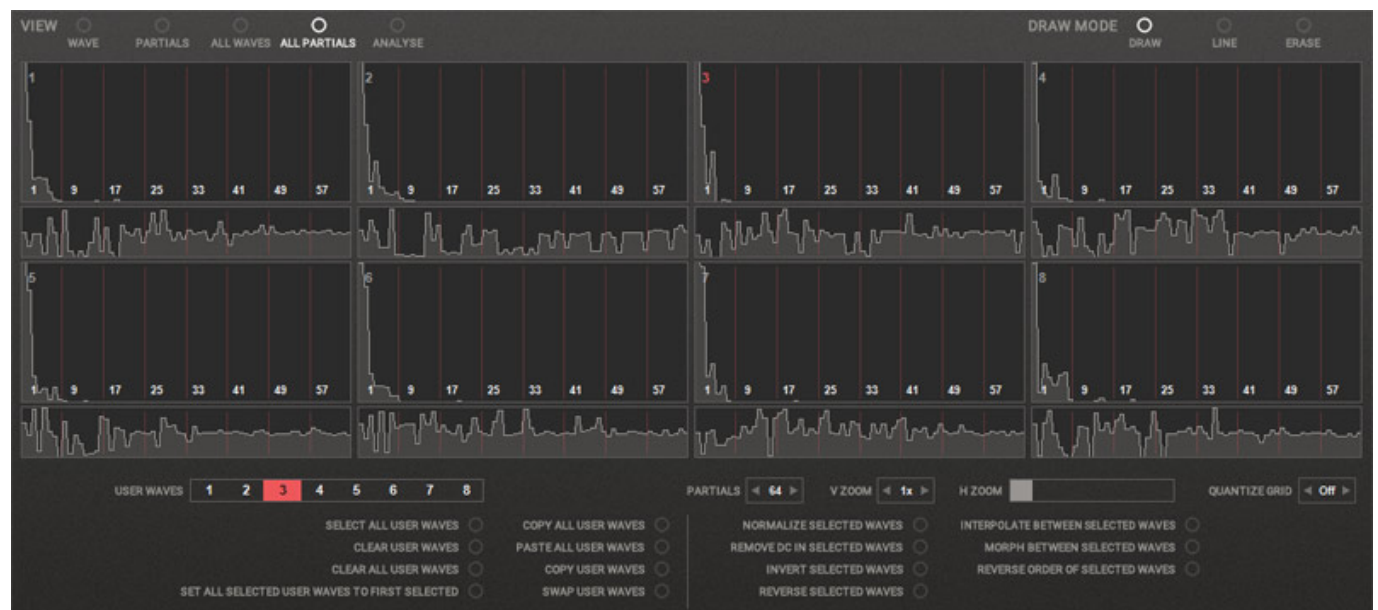 VIEW WAVE PARTIALS ALL WAVES ALL PARTIALS ANALYSE DRAW MODE DRAW LINE ERASE
1 2 3 4
1 9 17 25 33 41 49 57 1 9 17 25 33 41 49 57 1 9 17 25 33 41 49 57 1 9 17 25 33 41 49 57
5 6 7 8
1 9 17 25 33 41 49 57 1 9 17 25 33 41 49 57 1 9 17 25 33 41 49 57 1 9 17 25 33 41 49 57
USER WAVES 1 2 3 4 5 6 7 8 PARTIALS 64 V ZOOM 1x H ZOOM QUANTIZE GRID Off
SELECT ALL USER WAVES COPY ALL USER WAVES NORMALIZE SELECTED WAVES INTERPOLATE BETWEEN SELECTED WAVES
CLEAR USER WAVES PASTE ALL USER WAVES REMOVE DC IN SELECTED WAVES MORPH BETWEEN SELECTED WAVES
CLEAR ALL USER WAVES COPY USER WAVES INVERT SELECTED WAVES REVERSE ORDER OF SELECTED WAVES
SET ALL SELECTED USER WAVES TO FIRST SELECTED SWAP USER WAVES REVERSE SELECTED WAVES